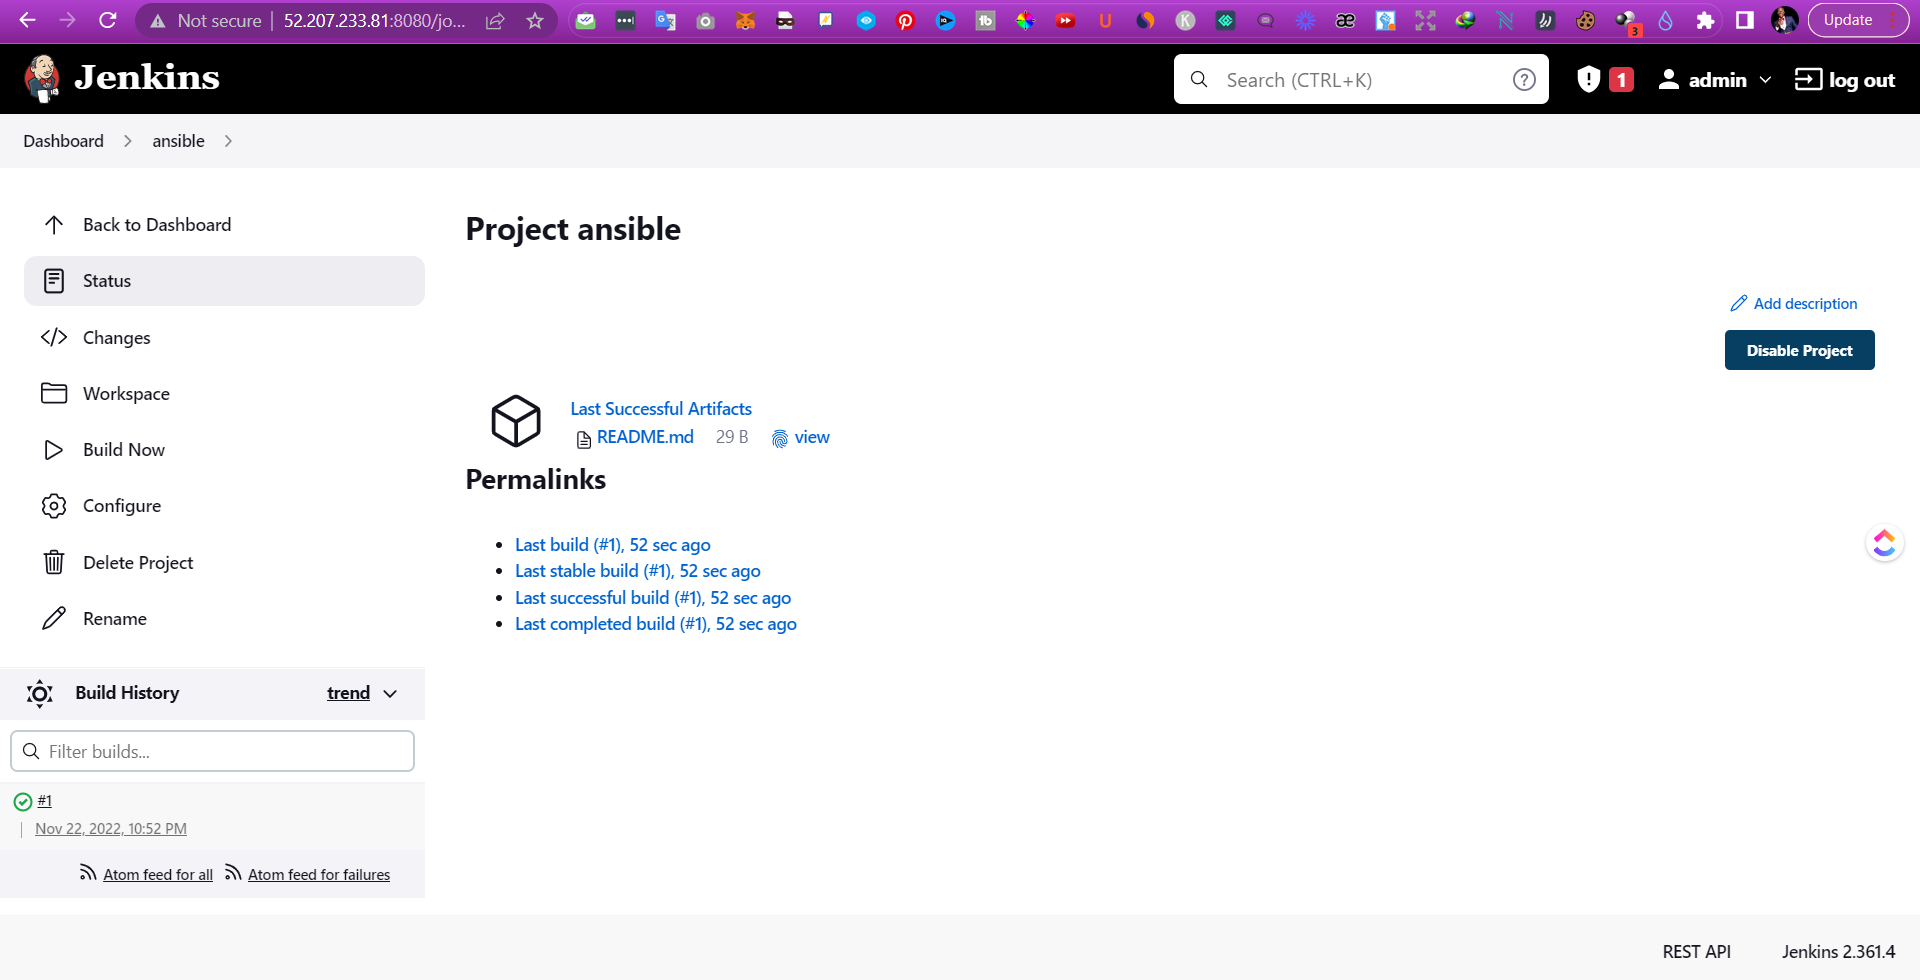 Not secure | 52.207.233.81:8080/jo...
Update
3
Jenkins
Search (CTRL+K)
1
admin
log out
Dashboard
ansible
Back to Dashboard
Status
Changes
Workspace
Build Now
Configure
Delete Project
Rename
Project ansible
Add description
Disable Project
Last Successful Artifacts
README.md 29 B view
Permalinks
Last build (#1), 52 sec ago
Last stable build (#1), 52 sec ago
Last successful build (#1), 52 sec ago
Last completed build (#1), 52 sec ago
Build History trend
Filter builds...
#1
Nov 22, 2022, 10:52 PM
Atom feed for all Atom feed for failures
REST API Jenkins 2.361.4